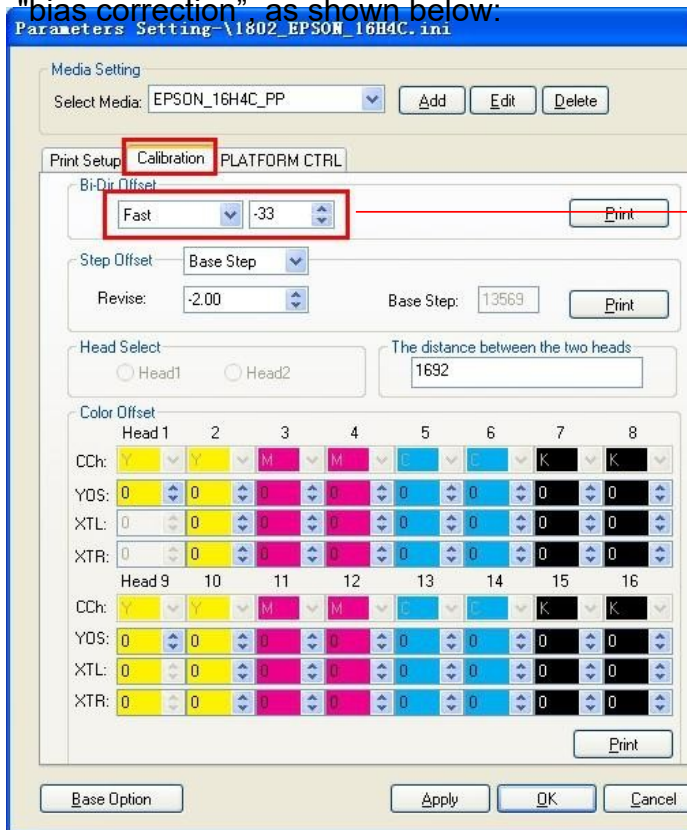 "bias correction", as shown below:
Parameters Setting-\1802_EPSON_16H4C.ini
Media Setting
Select Media: EPSON_16H4C_PP Add Edit Delete
Print Setup Calibration PLATFORM CTRL
Bi-Dir Offset
Fast -33 Print
Step Offset Base Step
Revise: -2.00 Base Step: 13569 Print
Head Select The distance between the two heads
Head1 Head2 1692
Color Offset
Head 1 2 3 4 5 6 7 8
CCh: Y Y M M C C K K
YOS: 0 0 0 0 0 0 0 0
XTL: 0 0 0 0 0 0 0 0
XTR: 0 0 0 0 0 0 0 0
Head 9 10 11 12 13 14 15 16
CCh: Y Y M M C C K K
YOS: 0 0 0 0 0 0 0 0
XTL: 0 0 0 0 0 0 0 0
XTR: 0 0 0 0 0 0 0 0
Print
Base Option Apply OK Cancel